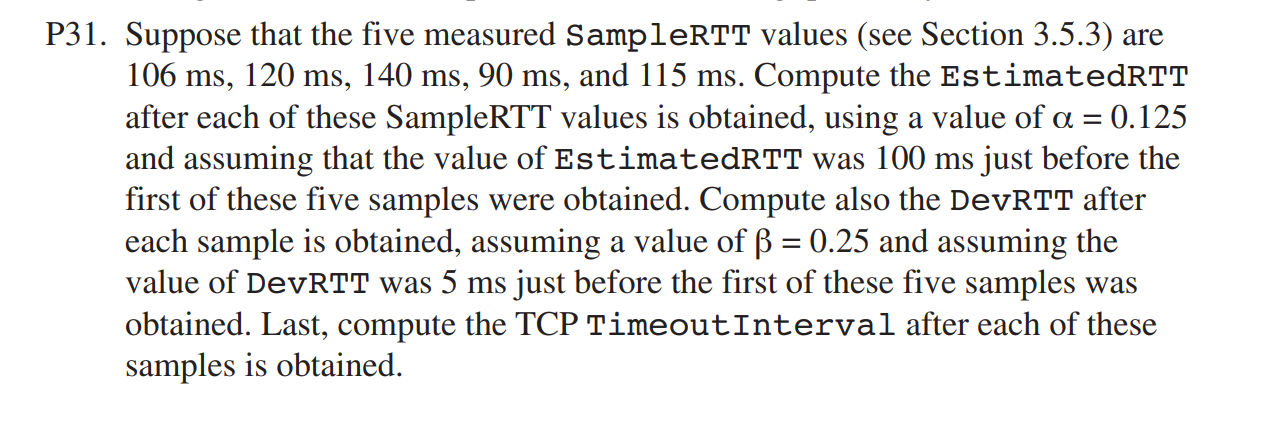 P31. Suppose that the five measured SampleRTT values (see Section 3.5.3) are
106 ms, 120 ms, 140 ms, 90 ms, and 115 ms. Compute the EstimatedRTT
after each of these SampleRTT values is obtained, using a value of α = 0.125
and assuming that the value of EstimatedRTT was 100 ms just before the
first of these five samples were obtained. Compute also the DevRTT after
each sample is obtained, assuming a value of β = 0.25 and assuming the
value of DevRTT was 5 ms just before the first of these five samples was
obtained. Last, compute the TCP TimeoutInterval after each of these
samples is obtained.